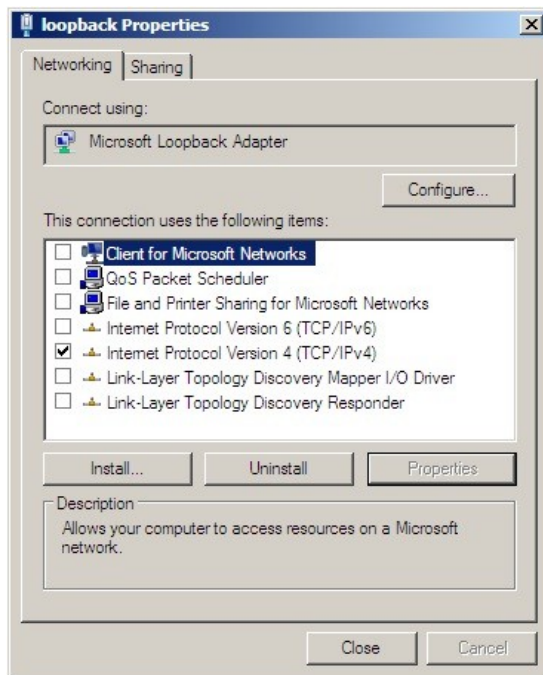 loopback Properties
Networking
Sharing
Connect using:
Microsoft Loopback Adapter
Configure...
This connection uses the following items:
Client for Microsoft Networks
QoS Packet Scheduler
File and Printer Sharing for Microsoft Networks
Internet Protocol Version 6 (TCP/IPv6)
Internet Protocol Version 4 (TCP/IPv4)
Link-Layer Topology Discovery Mapper I/O Driver
Link-Layer Topology Discovery Responder
Install...
Uninstall
Properties
Description
Allows your computer to access resources on a Microsoft
network.
Close
Cancel